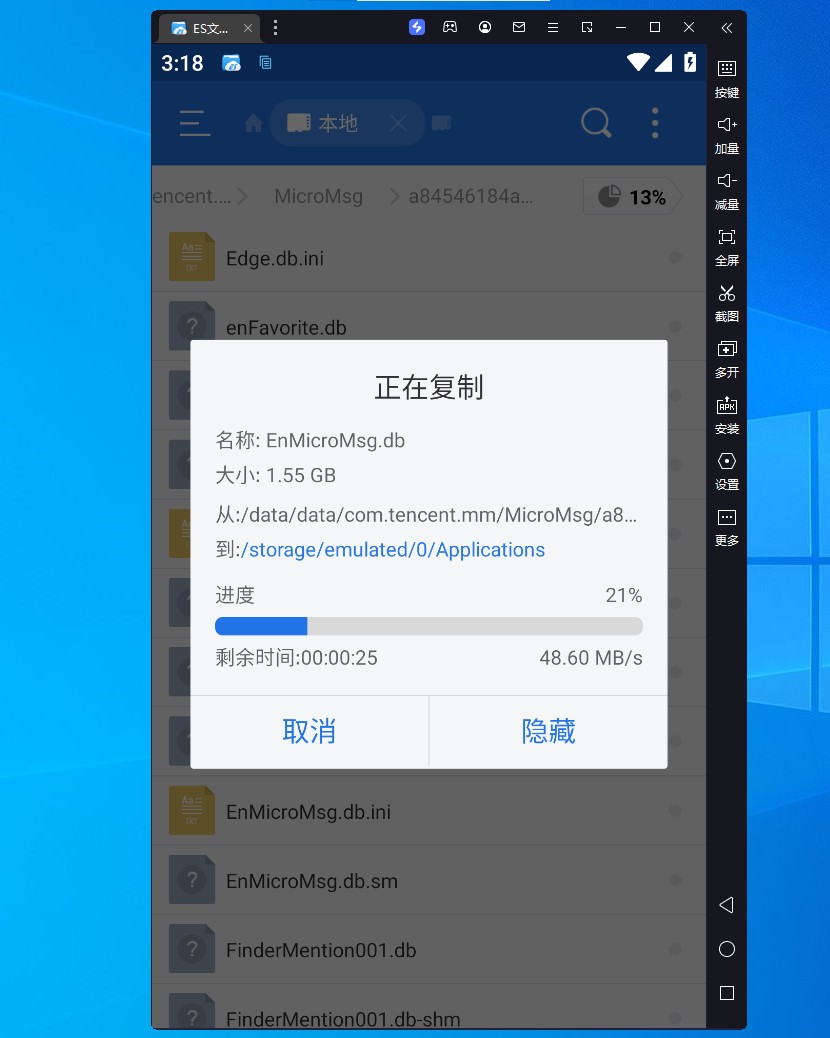 ES文...
3:18
本地
encent....
MicroMsg
a84546184a...
13%
Edge.db.ini
enFavorite.db
正在复制
名称: EnMicroMsg.db
大小: 1.55 GB
从:/data/data/com.tencent.mm/MicroMsg/a8...
到:/storage/emulated/0/Applications
进度
21%
剩余时间:00:00:25
48.60 MB/s
取消
隐藏
EnMicroMsg.db.ini
EnMicroMsg.db.sm
FinderMention001.db
FinderMention001.db-shm
按键
加量
减量
全屏
截图
多开
APK
安装
设置
更多